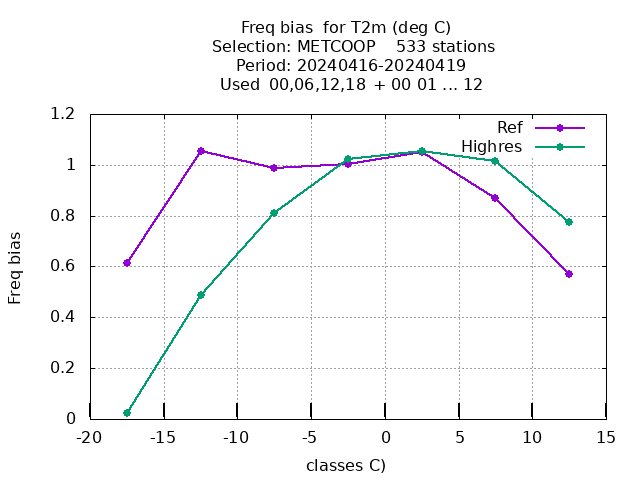 Freq bias  for T2m (deg C)
Selection: METCOOP    533 stations
Period: 20240416-20240419
Used  00,06,12,18  + 00 01 ... 12
Ref
Highres
Freq bias
1.2
1
0.8
0.6
0.4
0.2
0
-20 -15 -10 -5 0 5 10 15
classes C)